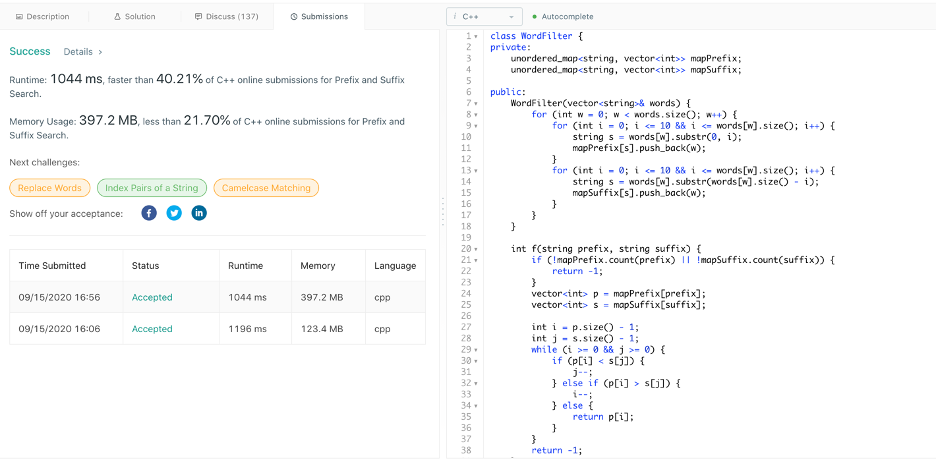 Description
Solution
Discuss (137)
Submissions
Success Details >
Runtime: 1044 ms, faster than 40.21% of C++ online submissions for Prefix and Suffix
Search.
Memory Usage: 397.2 MB, less than 21.70% of C++ online submissions for Prefix and
Suffix Search.
Next challenges:
Replace Words Index Pairs of a String Camelcase Matching
Show off your acceptance:
Time Submitted Status Runtime Memory Language
09/15/2020 16:56 Accepted 1044 ms 397.2 MB cpp
09/15/2020 16:06 Accepted 1196 ms 123.4 MB cpp
i C++ Autocomplete
1 class WordFilter {
2 private:
3     unordered_map<string, vector<int>> mapPrefix;
4     unordered_map<string, vector<int>> mapSuffix;
5
6 public:
7     WordFilter(vector<string>& words) {
8         for (int w = 0; w < words.size(); w++) {
9             for (int i = 0; i <= 10 && i <= words[w].size(); i++) {
10                 string s = words[w].substr(0, i);
11                 mapPrefix[s].push_back(w);
12             }
13             for (int i = 0; i <= 10 && i <= words[w].size(); i++) {
14                 string s = words[w].substr(words[w].size() - i);
15                 mapSuffix[s].push_back(w);
16             }
17         }
18     }
19
20     int f(string prefix, string suffix) {
21         if (!mapPrefix.count(prefix) || !mapSuffix.count(suffix)) {
22             return -1;
23         }
24         vector<int> p = mapPrefix[prefix];
25         vector<int> s = mapSuffix[suffix];
26
27         int i = p.size() - 1;
28         int j = s.size() - 1;
29         while (i >= 0 && j >= 0) {
30             if (p[i] < s[j]) {
31                 j--;
32             } else if (p[i] > s[j]) {
33                 i--;
34             } else {
35                 return p[i];
36             }
37         }
38         return -1;